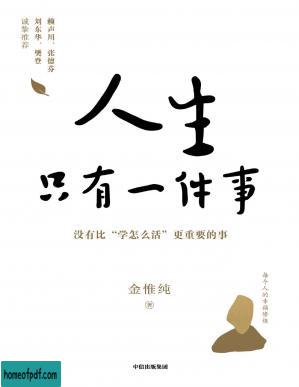 赖声川、张德芬
刘东华、樊登
诚挚推荐
人生
只有一件事
没有比“学怎么活”更重要的事
金惟纯
著
每个人的幸福修炼
中信出版集团
homeofpdf.com